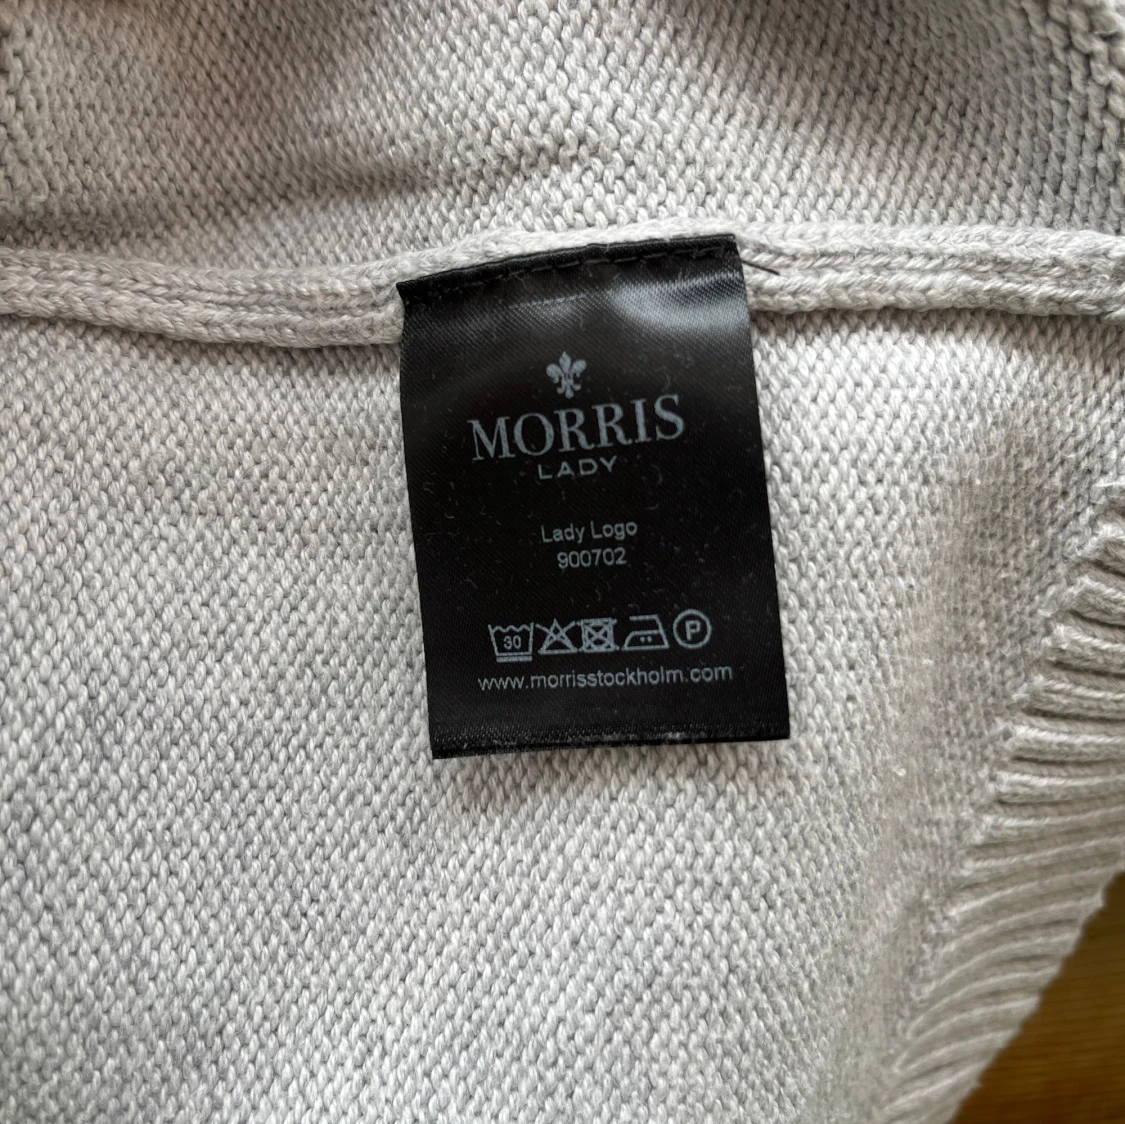 MORRIS
LADY
Lady Logo
900702
30 P
www.morrisstockholm.com